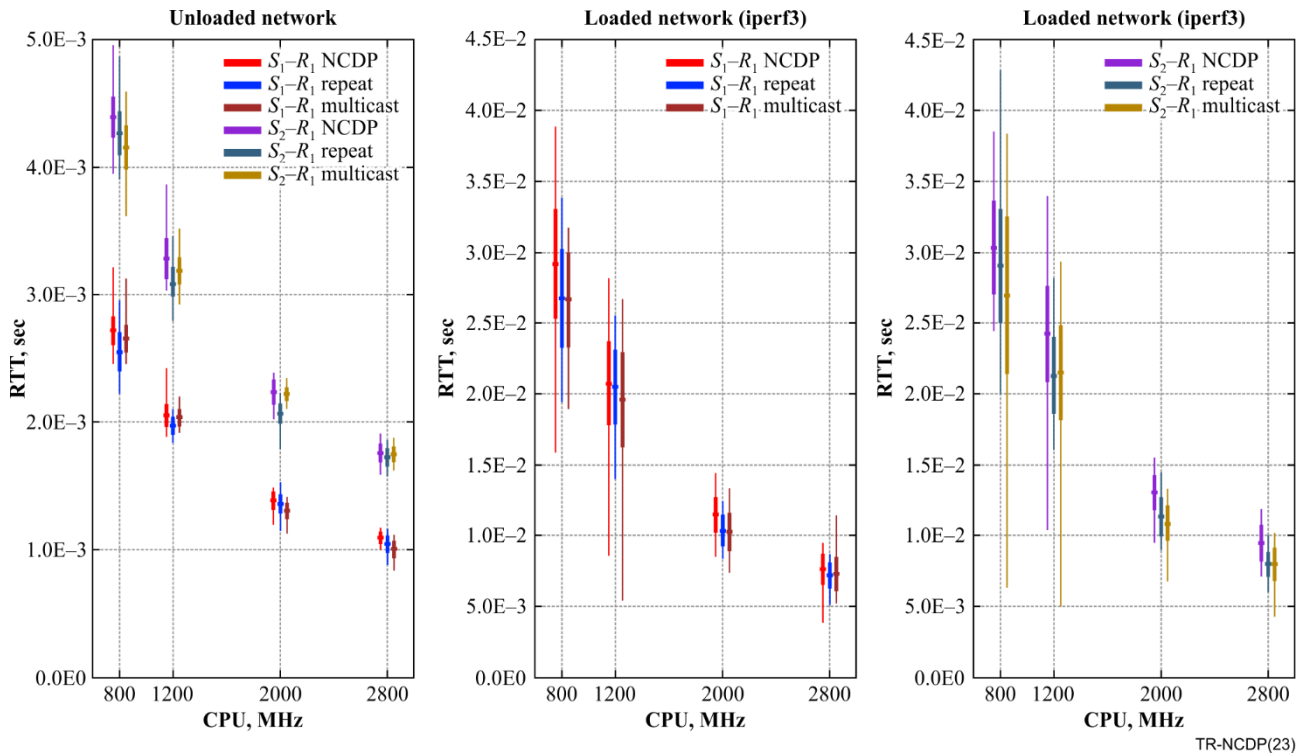 Unloaded network
5.0E−3
4.0E−3
3.0E−3
2.0E−3
1.0E−3
0.0E0
RTT, sec
S1–R1 NCDP
S1–R1 repeat
S1–R1 multicast
S2–R1 NCDP
S2–R1 repeat
S2–R1 multicast
800 1200 2000 2800
CPU, MHz
Loaded network (iperf3)
4.5E−2
4.0E−2
3.5E−2
3.0E−2
2.5E−2
2.0E−2
1.5E−2
1.0E−2
5.0E−3
0.0E0
RTT, sec
S1–R1 NCDP
S1–R1 repeat
S1–R1 multicast
800 1200 2000 2800
CPU, MHz
Loaded network (iperf3)
4.5E−2
4.0E−2
3.5E−2
3.0E−2
2.5E−2
2.0E−2
1.5E−2
1.0E−2
5.0E−3
0.0E0
RTT, sec
S2–R1 NCDP
S2–R1 repeat
S2–R1 multicast
800 1200 2000 2800
CPU, MHz
TR-NCDP(23)